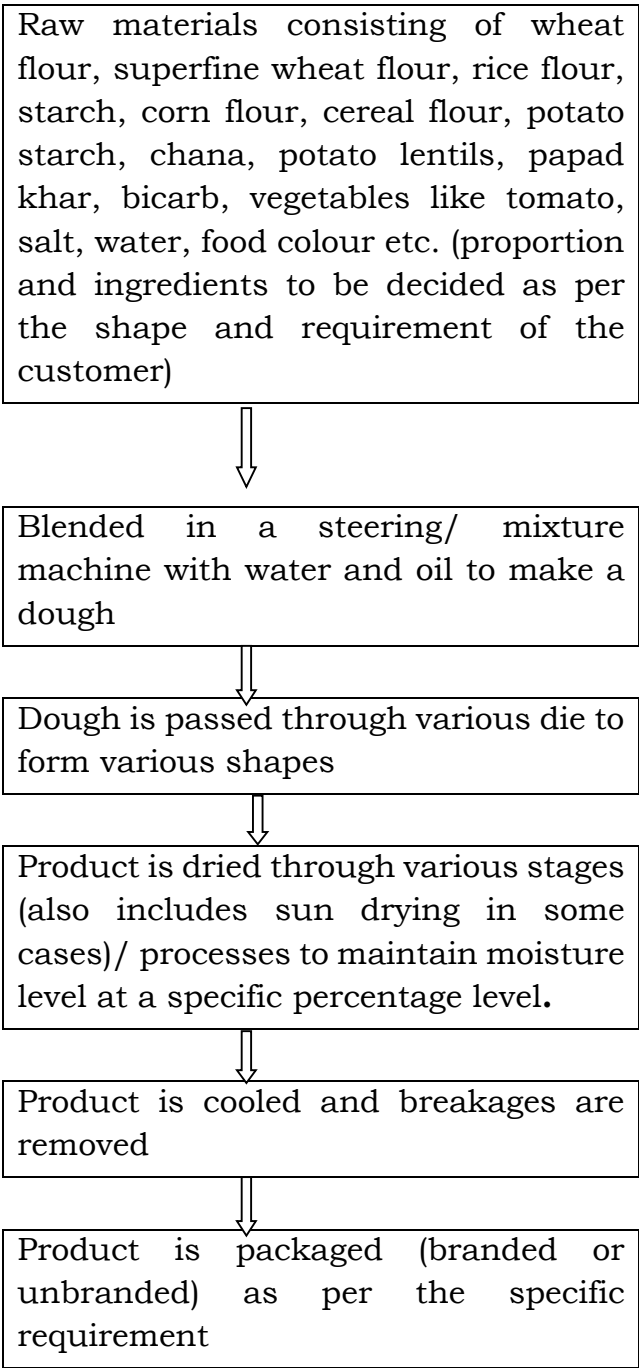 Raw materials consisting of wheat
flour, superfine wheat flour, rice flour,
starch, corn flour, cereal flour, potato
starch, chana, potato lentils, papad
khar, bicarb, vegetables like tomato,
salt, water, food colour etc. (proportion
and ingredients to be decided as per
the shape and requirement of the
customer)
Blended in a steering/ mixture
machine with water and oil to make a
dough
Dough is passed through various die to
form various shapes
Product is dried through various stages
(also includes sun drying in some
cases)/ processes to maintain moisture
level at a specific percentage level.
Product is cooled and breakages are
removed
Product is packaged (branded or
unbranded) as per the specific
requirement